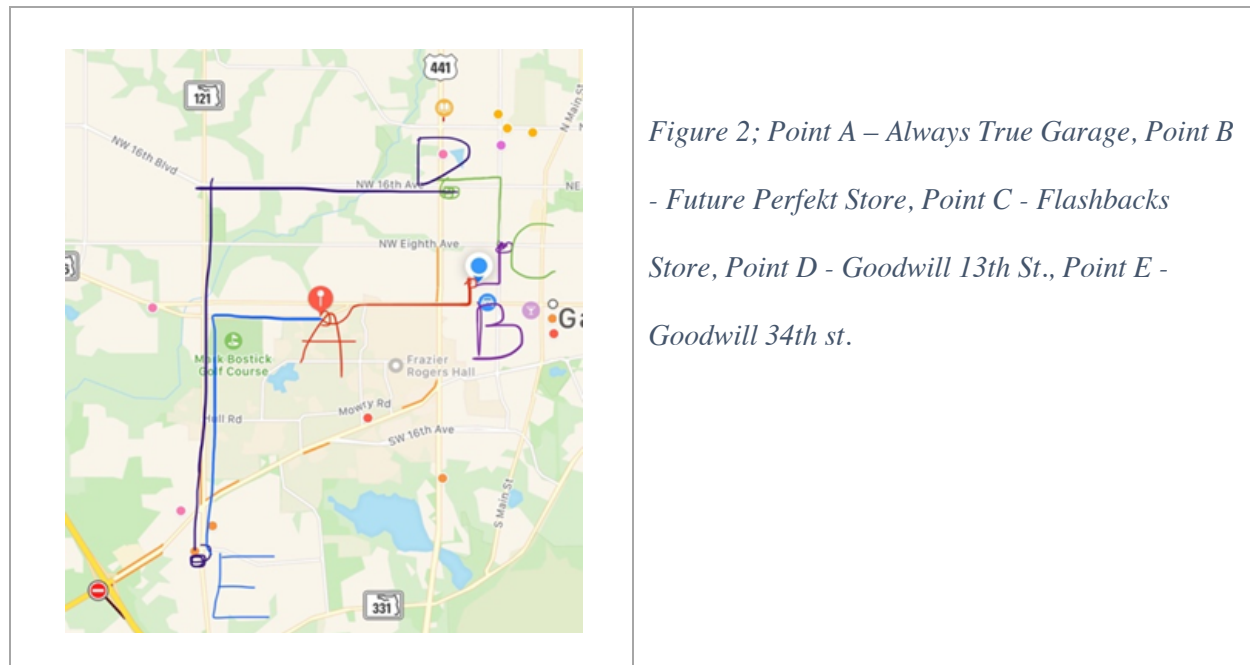 441
121
N Main St
NW 16th Blvd
D
NW 16th Ave
NE
NW Eighth Ave
C
Ga
B
A
Mark Bostick
Golf Course
Frazier
Rogers Hall
Mowry Rd
Hull Rd
SW 16th Ave
S Main St
E
331
Figure 2; Point A – Always True Garage, Point B
- Future Perfekt Store, Point C - Flashbacks
Store, Point D - Goodwill 13th St., Point E -
Goodwill 34th st.